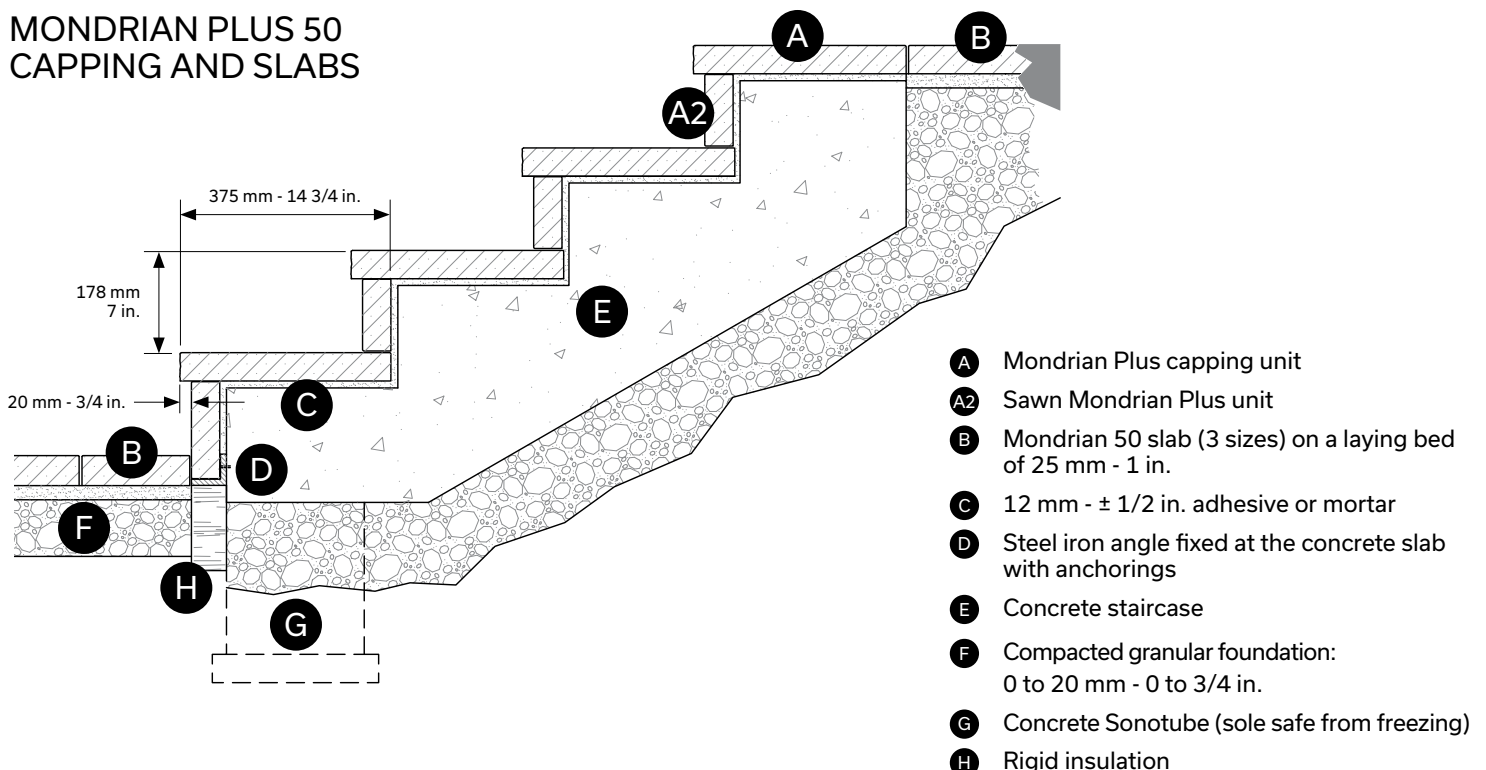 MONDRIAN PLUS 50
CAPPING AND SLABS
A
B
A2
375 mm - 14 3/4 in.
178 mm
7 in.
E
20 mm - 3/4 in.
C
B
D
F
H
G
A Mondrian Plus capping unit
A2 Sawn Mondrian Plus unit
B Mondrian 50 slab (3 sizes) on a laying bed
of 25 mm - 1 in.
C 12 mm - ± 1/2 in. adhesive or mortar
D Steel iron angle fixed at the concrete slab
with anchorings
E Concrete staircase
F Compacted granular foundation:
0 to 20 mm - 0 to 3/4 in.
G Concrete Sonotube (sole safe from freezing)
H Rigid insulation